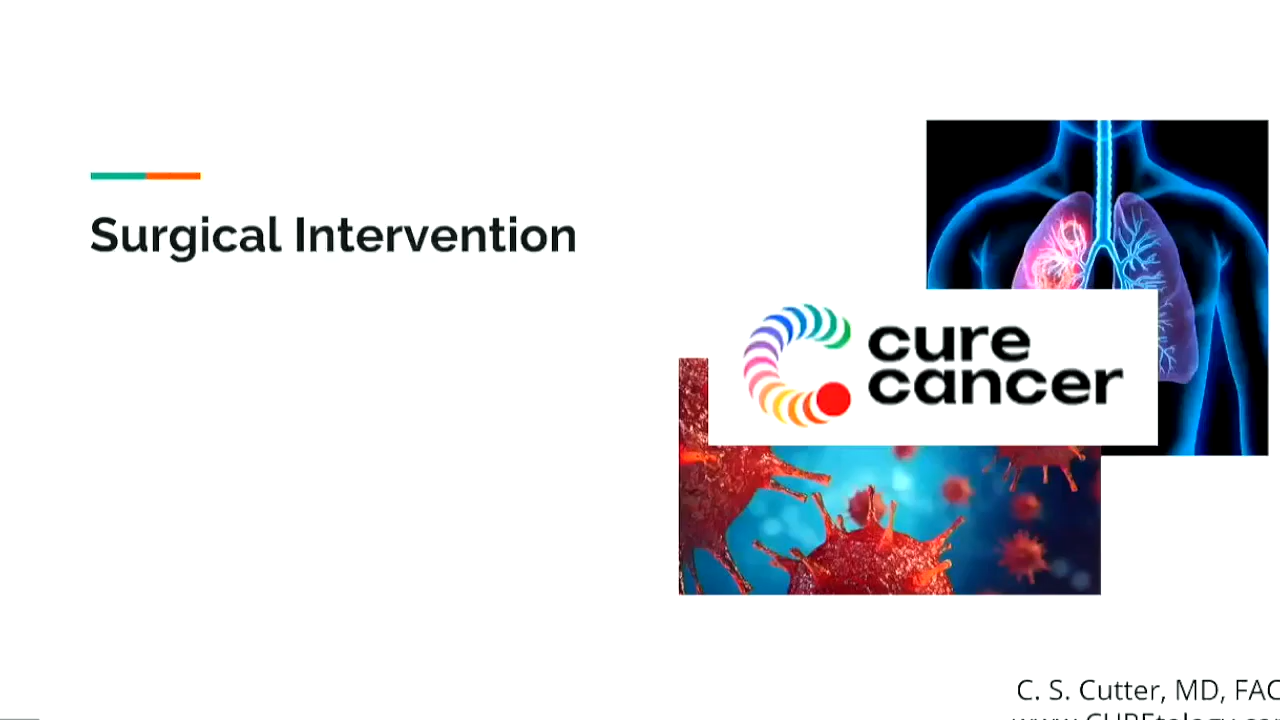 Surgical Intervention
cure
cancer
C. S. Cutter, MD, FAC